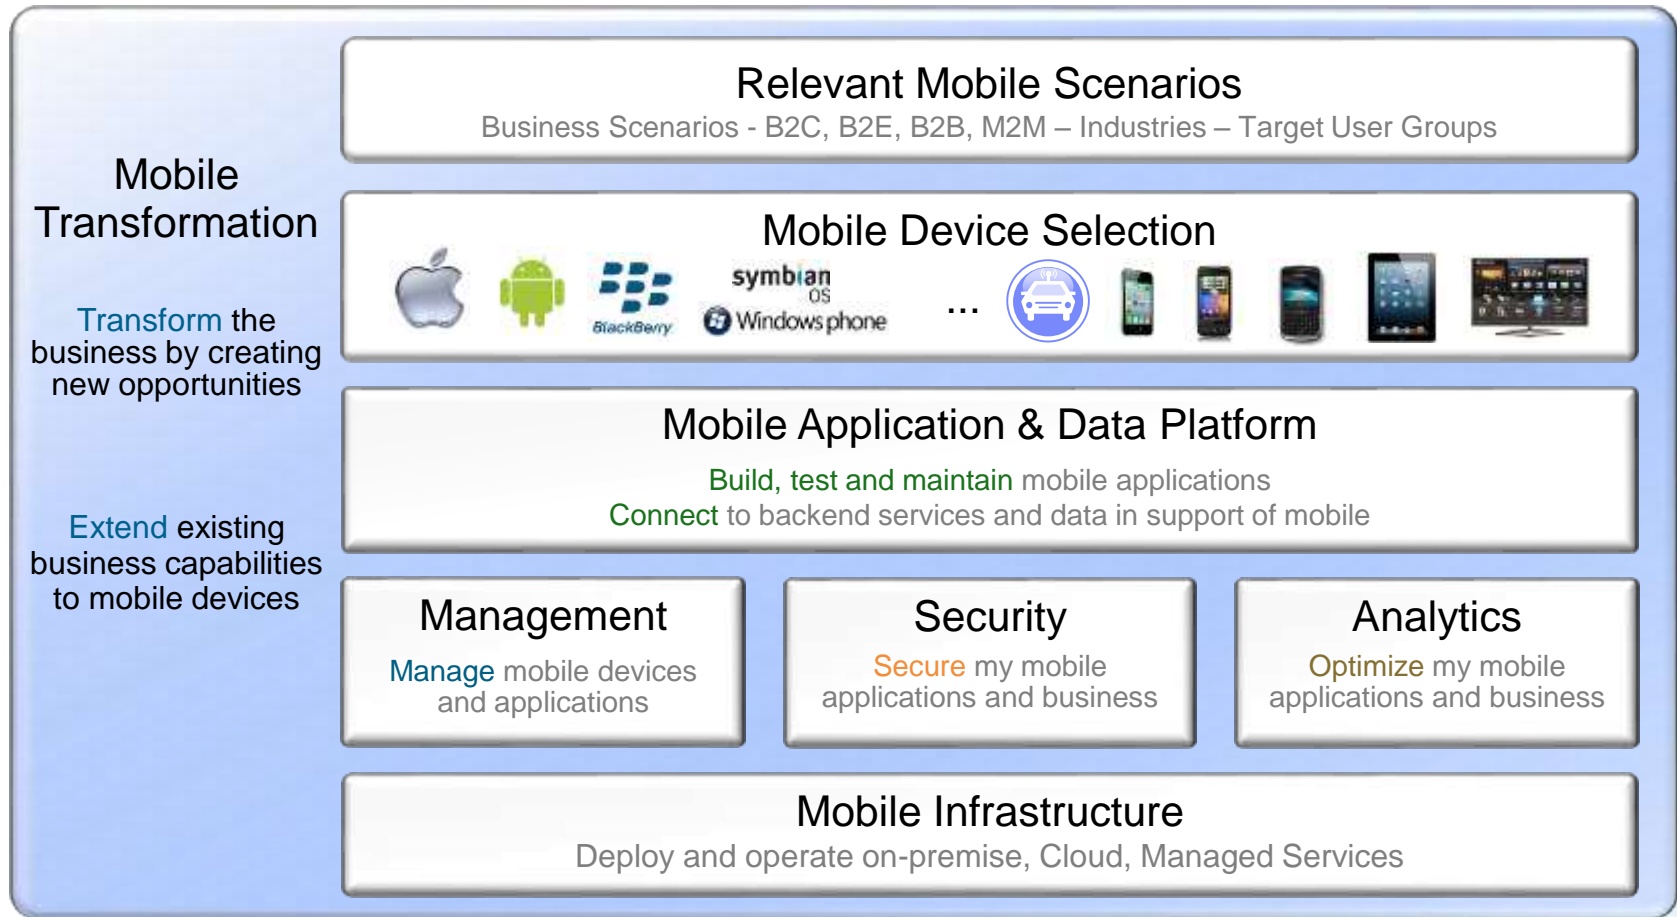 Mobile
Transformation
Transform the
business by creating
new opportunities
Extend existing
business capabilities
to mobile devices
Relevant Mobile Scenarios
Business Scenarios - B2C, B2E, B2B, M2M – Industries – Target User Groups
Mobile Device Selection
BlackBerry
symbian
OS
Windows phone
...
Mobile Application & Data Platform
Build, test and maintain mobile applications
Connect to backend services and data in support of mobile
Management
Manage mobile devices
and applications
Security
Secure my mobile
applications and business
Analytics
Optimize my mobile
applications and business
Mobile Infrastructure
Deploy and operate on-premise, Cloud, Managed Services